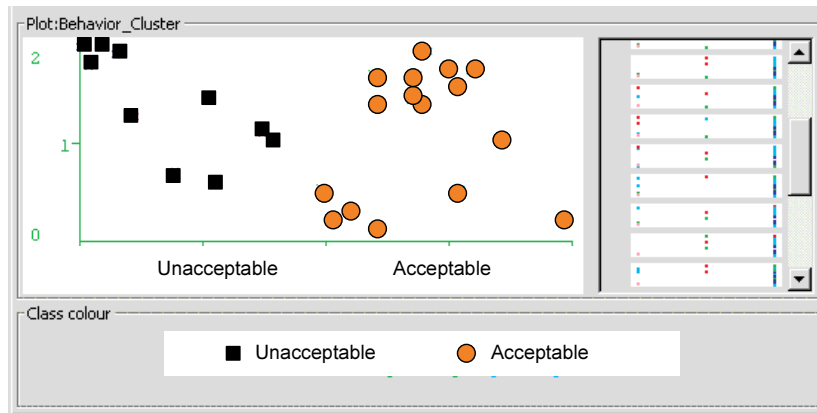 Plot:Behavior_Cluster
2
1
0
Unacceptable Acceptable
Class colour
Unacceptable Acceptable